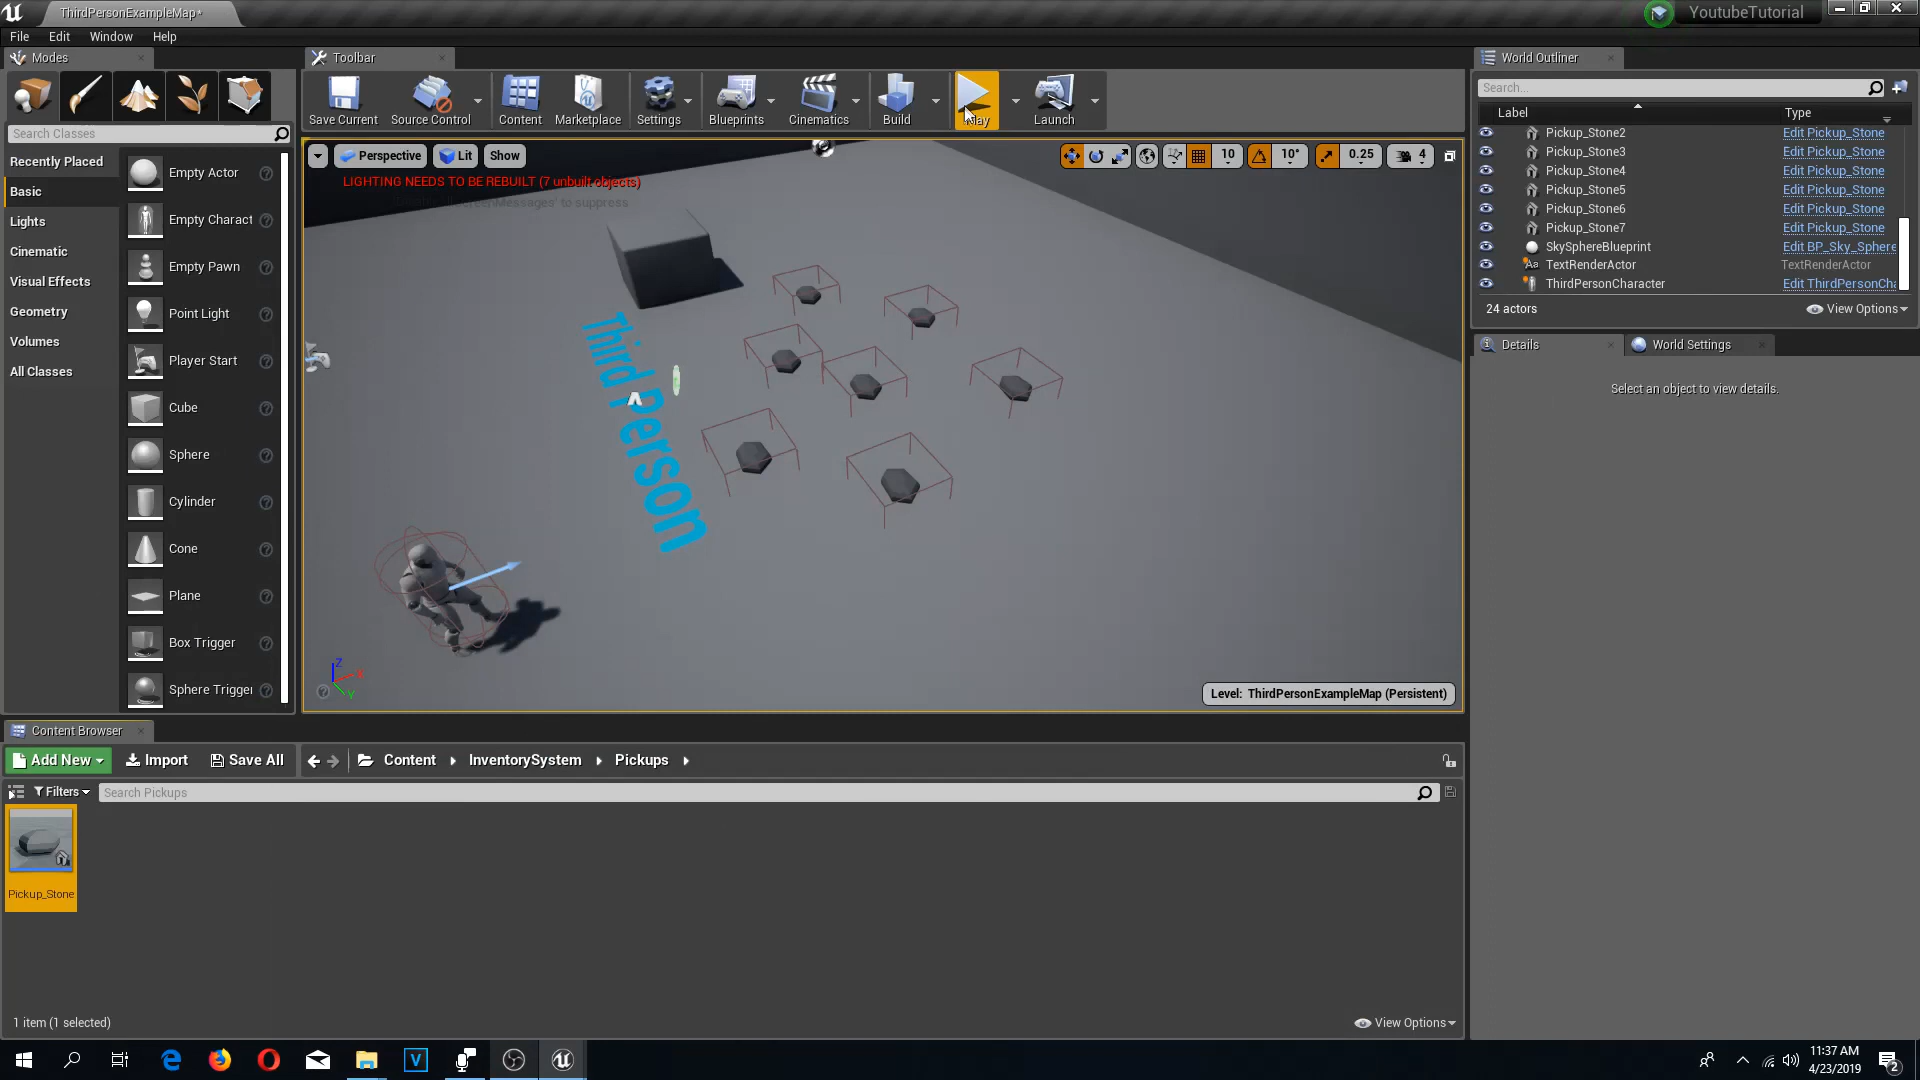 ThirdPersonExampleMap*
YoutubeTutorial
File Edit Window Help
Modes
Toolbar
World Outliner
Save Current
Source Control
Content
Marketplace
Settings
Blueprints
Cinematics
Build
Play
Launch
Search...
Label Type
Search Classes
Recently Placed
Basic
Lights
Cinematic
Visual Effects
Geometry
Volumes
All Classes
Empty Actor
Empty Charact
Empty Pawn
Point Light
Player Start
Cube
Sphere
Cylinder
Cone
Plane
Box Trigger
Sphere Trigger
Perspective
Lit
Show
10
10°
0.25
4
LIGHTING NEEDS TO BE REBUILT (7 unbuilt objects)
Messages' to suppress
Third Person
Z
X
Y
Level: ThirdPersonExampleMap (Persistent)
Pickup_Stone2 Edit Pickup_Stone
Pickup_Stone3 Edit Pickup_Stone
Pickup_Stone4 Edit Pickup_Stone
Pickup_Stone5 Edit Pickup_Stone
Pickup_Stone6 Edit Pickup_Stone
Pickup_Stone7 Edit Pickup_Stone
SkySphereBlueprint Edit BP_Sky_Sphere
TextRenderActor TextRenderActor
ThirdPersonCharacter Edit ThirdPersonCha
24 actors
View Options
Details
World Settings
Select an object to view details.
Content Browser
Add New
Import
Save All
Content
InventorySystem
Pickups
Filters
Search Pickups
Pickup_Stone
1 item (1 selected)
View Options
11:37 AM
4/23/2019
2